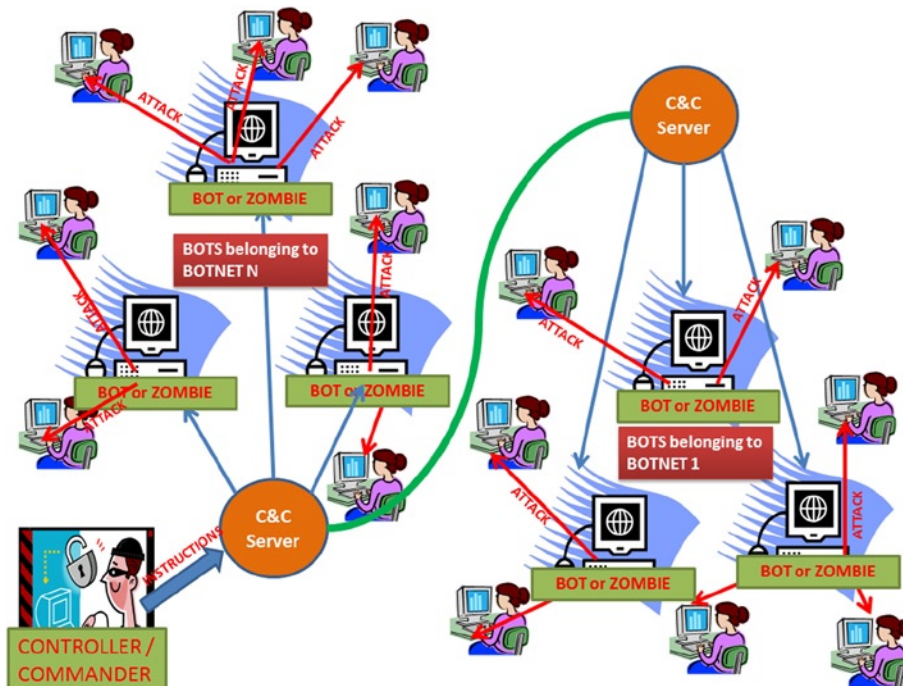 ATTACK
ATTACK
ATTACK
BOT or ZOMBIE
BOTS belonging to
BOTNET N
ATTACK
ATTACK
BOT or ZOMBIE
ATTACK
BOT or ZOMBIE
C&C
Server
INSTRUCTIONS
CONTROLLER /
COMMANDER
C&C
Server
ATTACK
ATTACK
BOT or ZOMBIE
BOTS belonging to
BOTNET 1
ATTACK
BOT or ZOMBIE
ATTACK
BOT or ZOMBIE